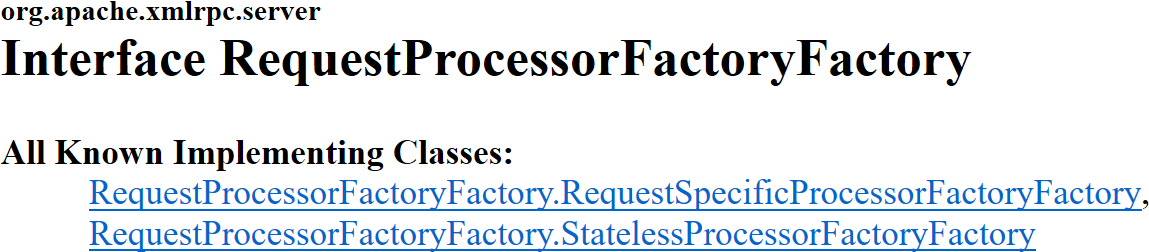 org.apache.xmlrpc.server
Interface RequestProcessorFactoryFactory
All Known Implementing Classes:
RequestProcessorFactoryFactory.RequestSpecificProcessorFactoryFactory,
RequestProcessorFactoryFactory.StatelessProcessorFactoryFactory